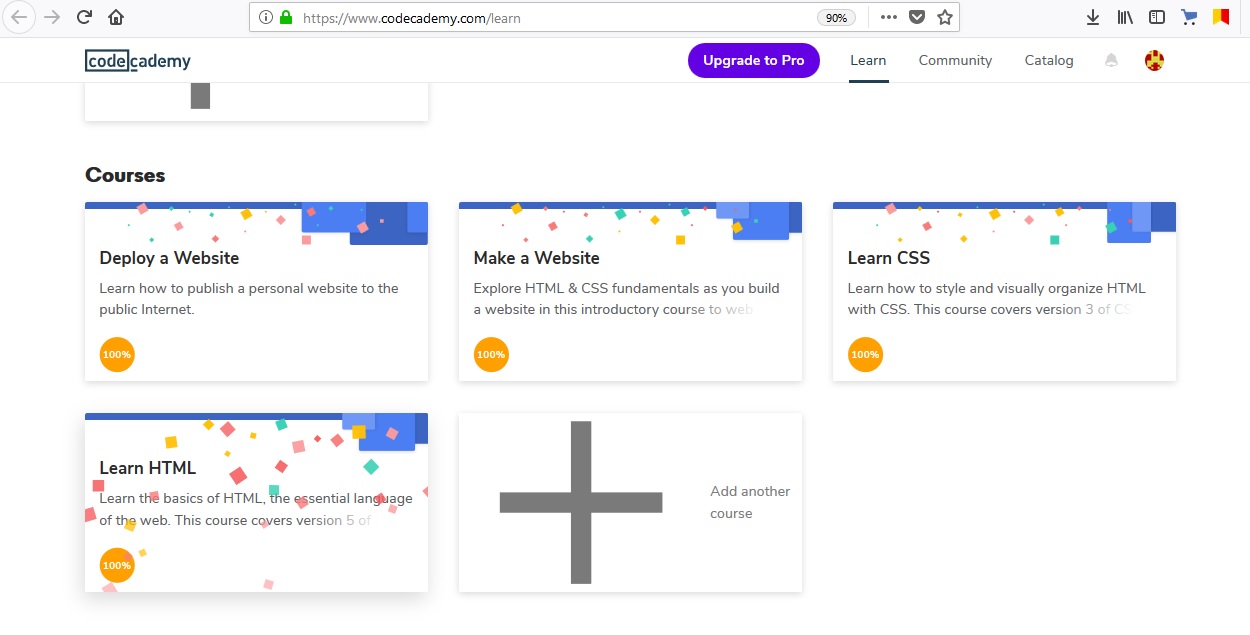 https://www.codecademy.com/learn
90%
codecademy
Upgrade to Pro
Learn
Community
Catalog
Courses
Deploy a Website
Learn how to publish a personal website to the
public Internet.
100%
Make a Website
Explore HTML & CSS fundamentals as you build
a website in this introductory course to web
100%
Learn CSS
Learn how to style and visually organize HTML
with CSS. This course covers version 3 of CS
100%
Learn HTML
Learn the basics of HTML, the essential language
of the web. This course covers version 5 of
100%
Add another
course